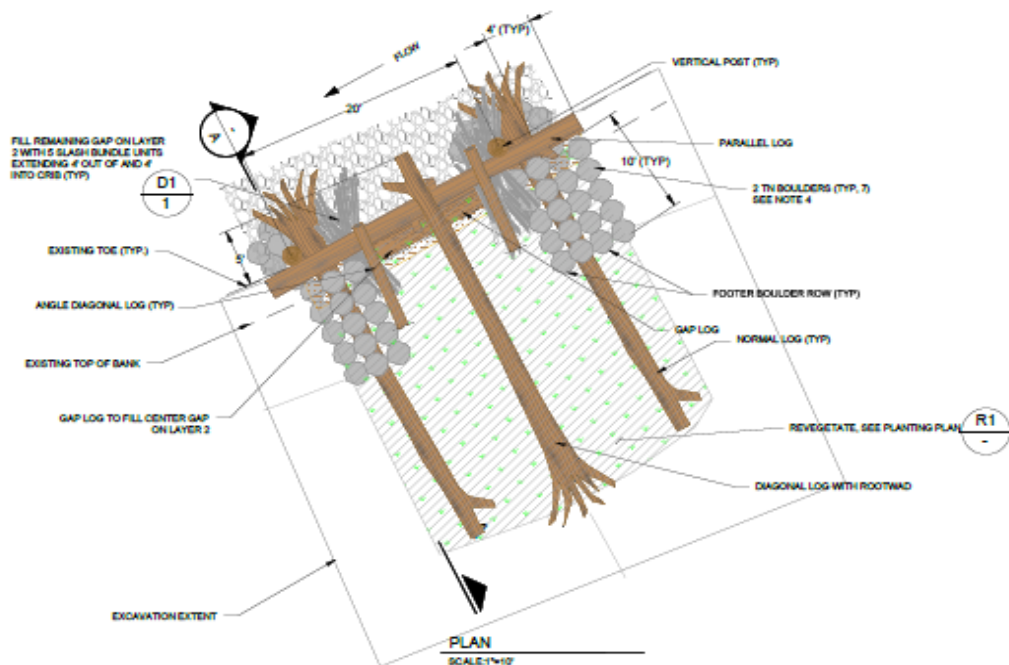 4' (TYP)
FLOW
VERTICAL POST (TYP)
20'
FILL REMAINING GAP ON LAYER
2 WITH 5 SLASH BUNDLE UNITS
EXTENDING 4' OUT OF AND 4'
INTO CRIB (TYP)
A
-
PARALLEL LOG
10' (TYP)
D1
1
2 TN BOULDERS (TYP, 7)
SEE NOTE 4
EXISTING TOE (TYP.)
ANGLE DIAGONAL LOG (TYP)
FOOTER BOULDER ROW (TYP)
GAP LOG
NORMAL LOG (TYP)
EXISTING TOP OF BANK
GAP LOG TO FILL CENTER GAP
ON LAYER 2
REVEGETATE, SEE PLANTING PLAN
R1
-
DIAGONAL LOG WITH ROOTWAD
EXCAVATION EXTENT
PLAN
SCALE:1"=10'